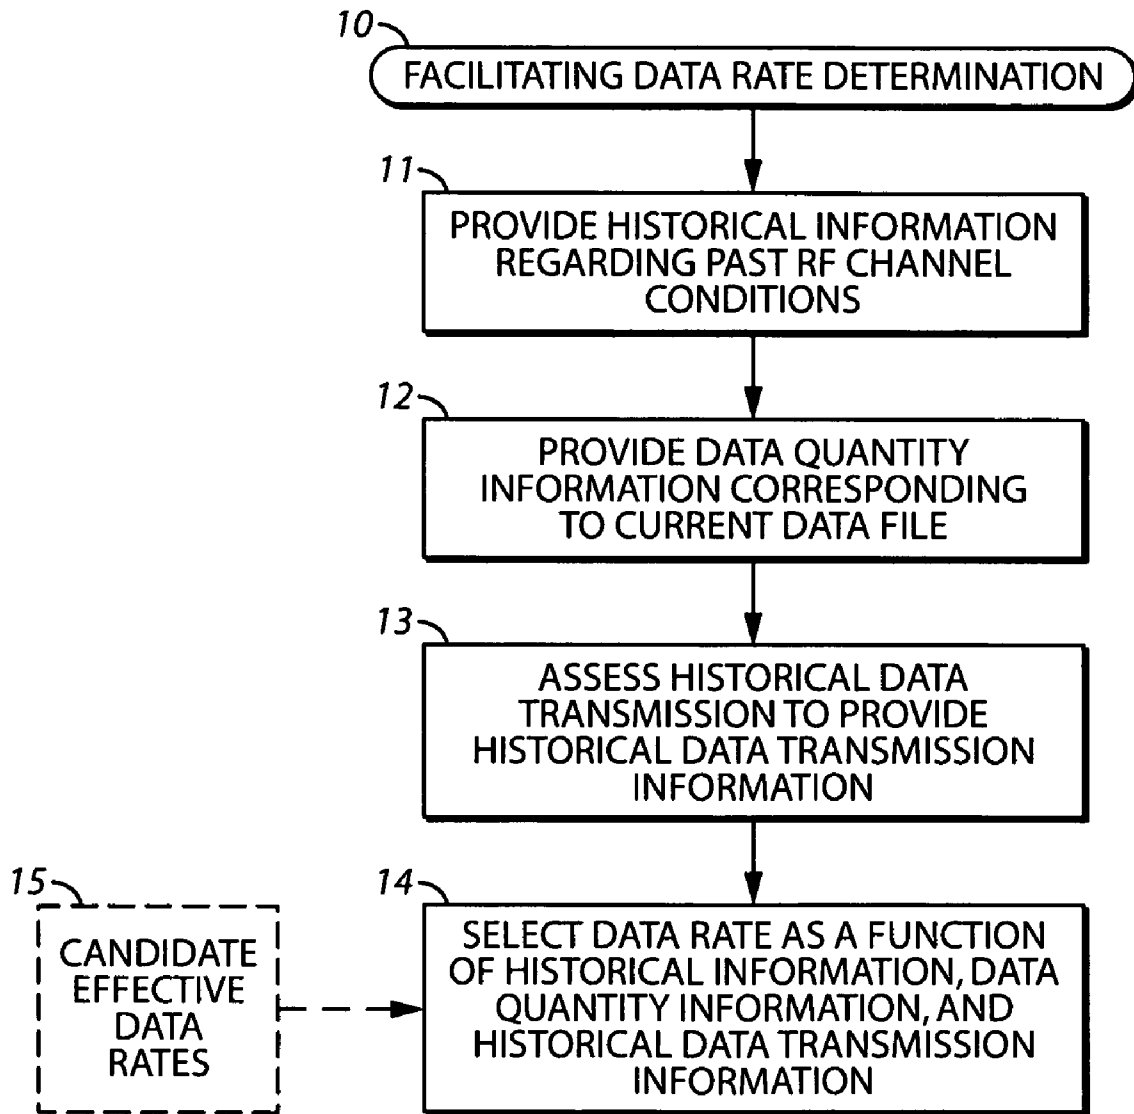 10
FACILITATING DATA RATE DETERMINATION
11
PROVIDE HISTORICAL INFORMATION
REGARDING PAST RF CHANNEL
CONDITIONS
12
PROVIDE DATA QUANTITY
INFORMATION CORRESPONDING
TO CURRENT DATA FILE
13
ASSESS HISTORICAL DATA
TRANSMISSION TO PROVIDE
HISTORICAL DATA TRANSMISSION
INFORMATION
15
CANDIDATE
EFFECTIVE
DATA
RATES
14
SELECT DATA RATE AS A FUNCTION
OF HISTORICAL INFORMATION, DATA
QUANTITY INFORMATION, AND
HISTORICAL DATA TRANSMISSION
INFORMATION